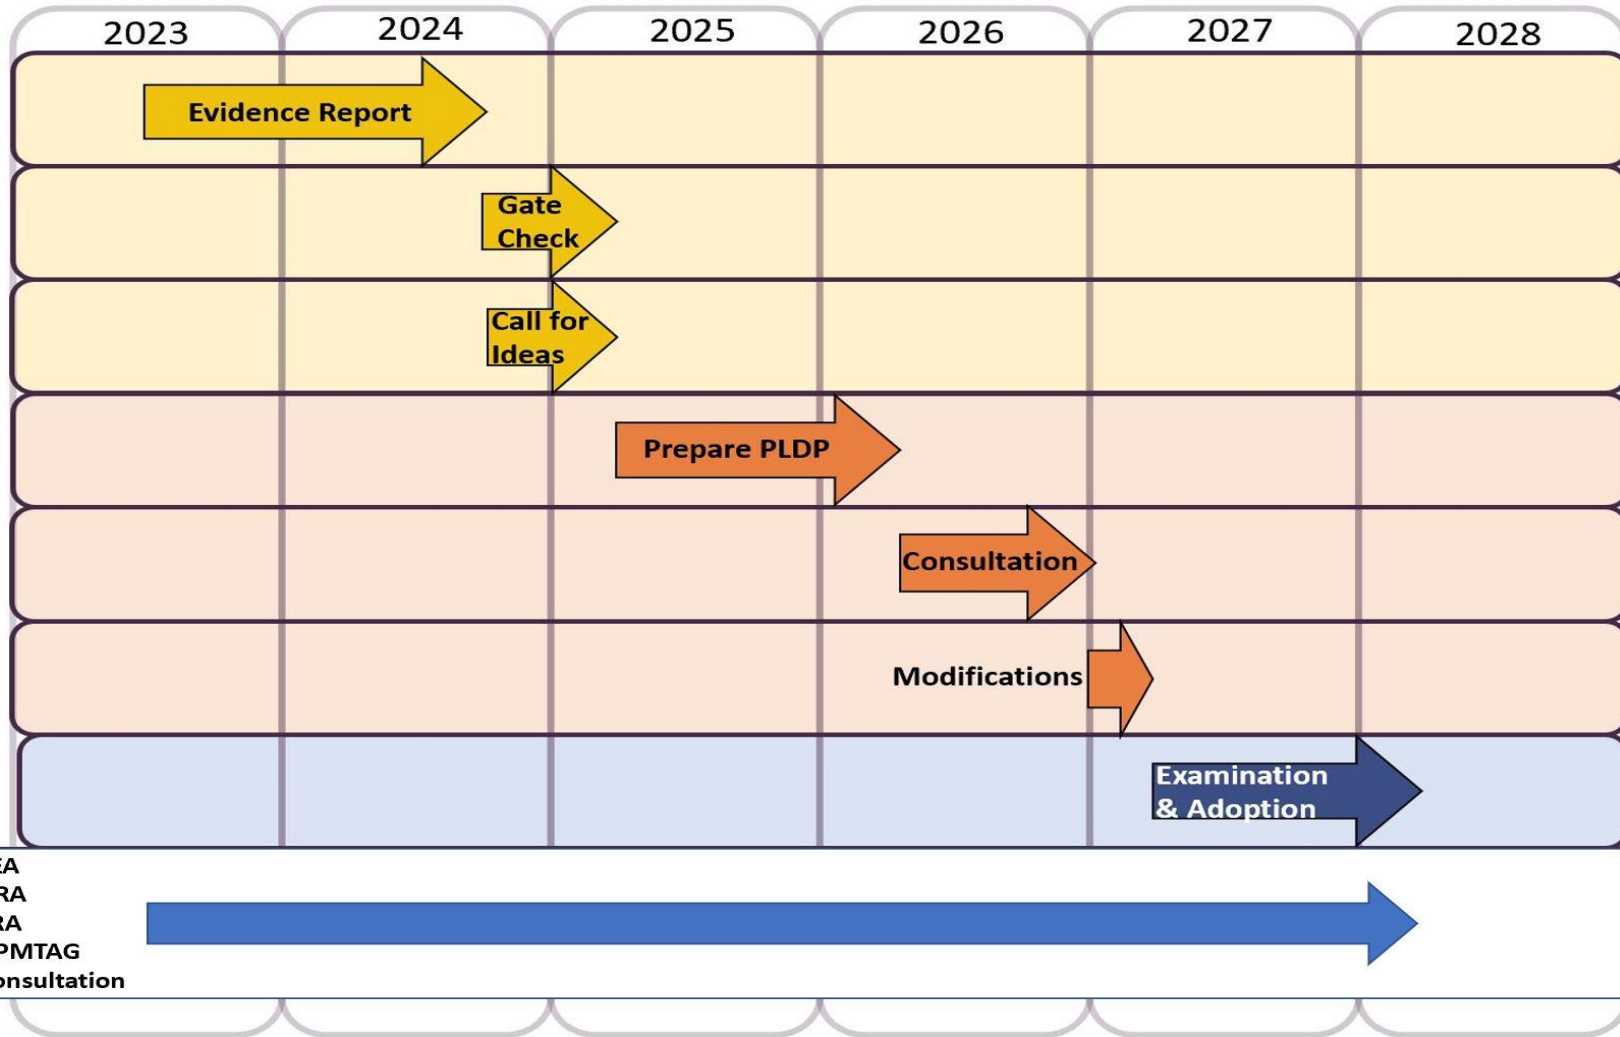 2023 2024 2025 2026 2027 2028
Evidence Report
Gate
Check
Call for
Ideas
Prepare PLDP
Consultation
Modifications
Examination
& Adoption
EA
RA
RA
PMTAG
onsultation